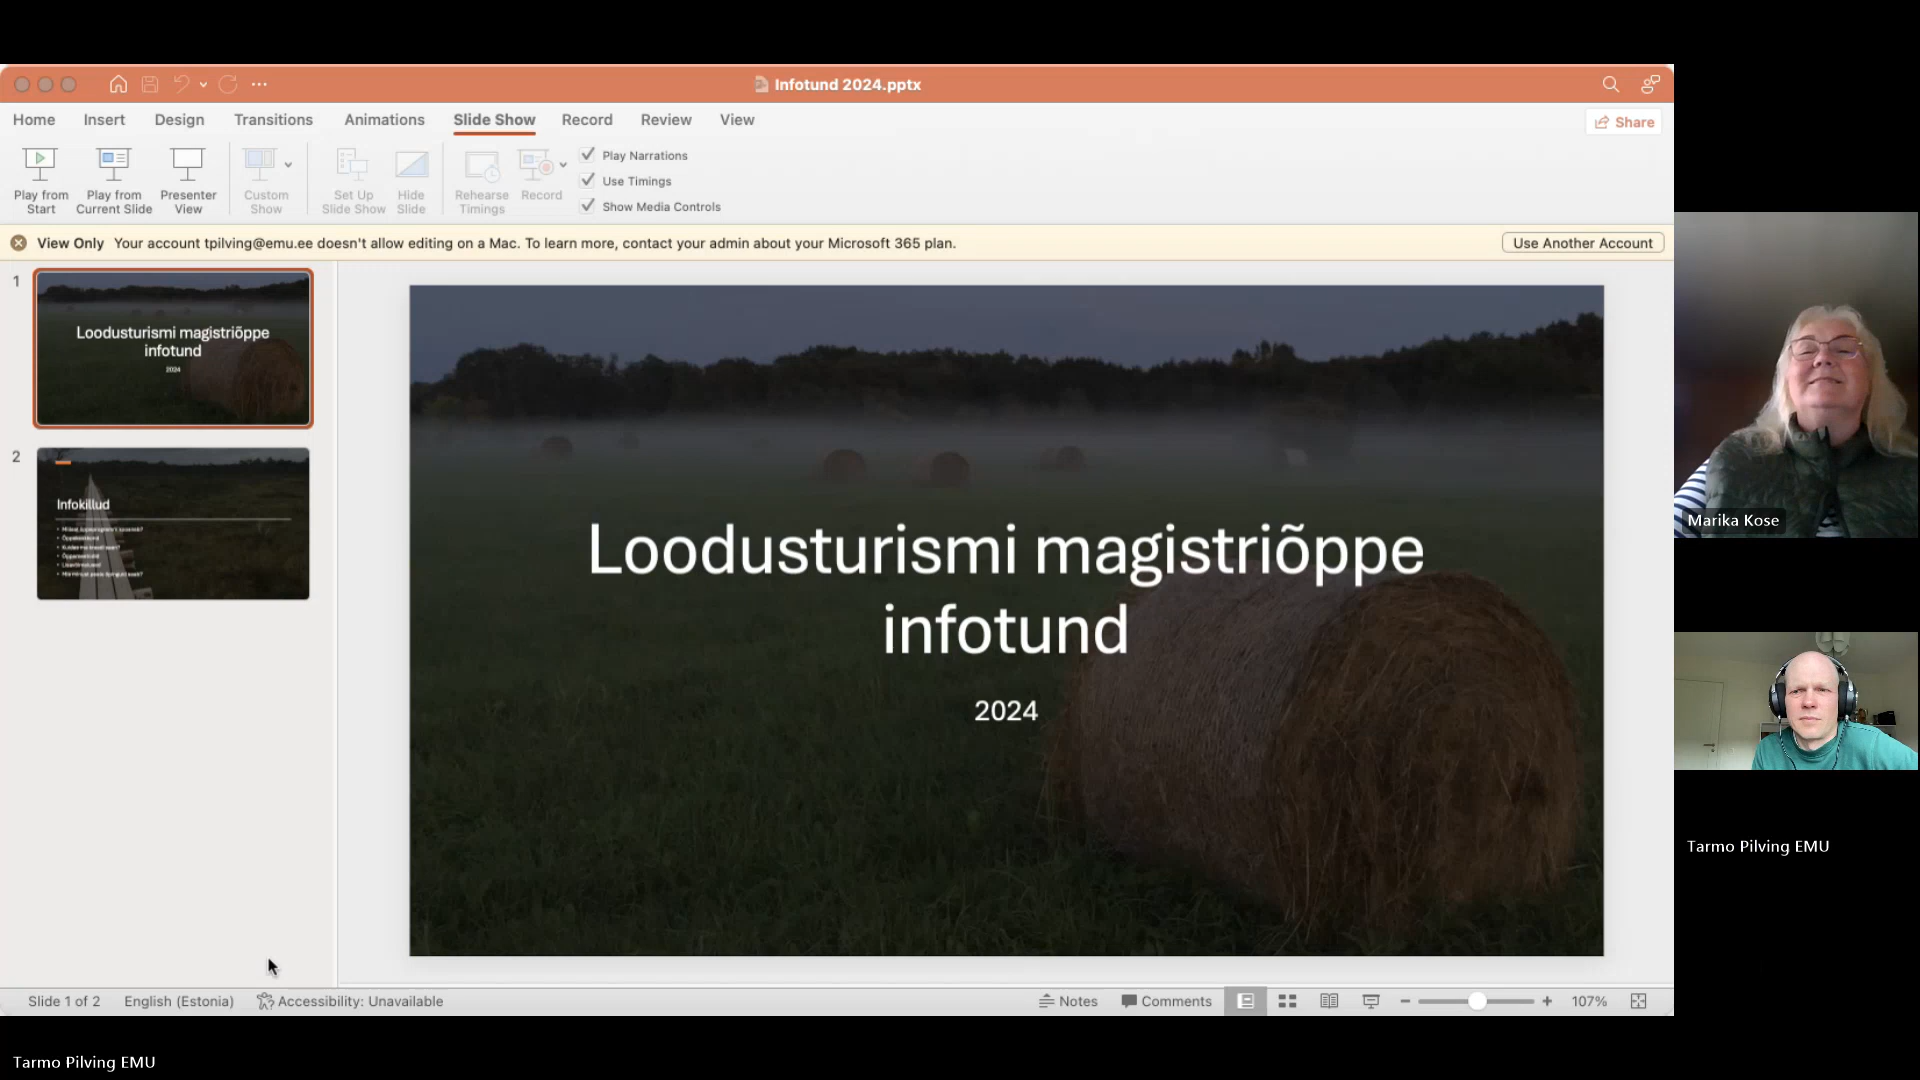 Infotund 2024.pptx
Home Insert Design Transitions Animations Slide Show Record Review View
Share
Play from Start
Play from Current Slide
Presenter View
Custom Show
Set Up Slide Show
Hide Slide
Rehearse Timings
Record
Play Narrations
Use Timings
Show Media Controls
View Only Your account tpilving@emu.ee doesn't allow editing on a Mac. To learn more, contact your admin about your Microsoft 365 plan.
Use Another Account
1
Loodusturismi magistriõppe
infotund
2024
2
Infokillud
Loodusturismi magistriõppe
infotund
2024
Marika Kose
Tarmo Pilving EMU
Slide 1 of 2 English (Estonia) Accessibility: Unavailable
Notes Comments 107%
Tarmo Pilving EMU